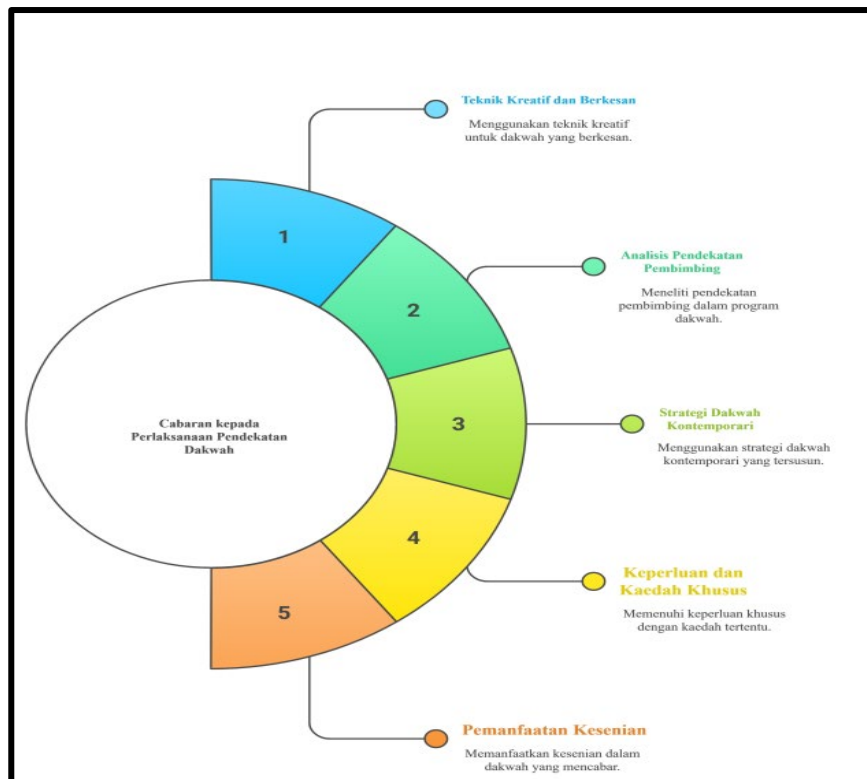 Teknik Kreatif dan Berkesan
Menggunakan teknik kreatif
untuk dakwah yang berkesan.
1
Analisis Pendekatan
Pembimbing
Meneliti pendekatan
pembimbing dalam program
dakwah.
2
Cabaran kepada
Perlaksanaan Pendekatan
Dakwah
3
Strategi Dakwah
Kontemporari
Menggunakan strategi dakwah
kontemporari yang tersusun.
4
Keperluan dan
Kaedah Khusus
Memenuhi keperluan khusus
dengan kaedah tertentu.
5
Pemanfaatan Kesenian
Memanfaatkan kesenian dalam
dakwah yang mencabar.